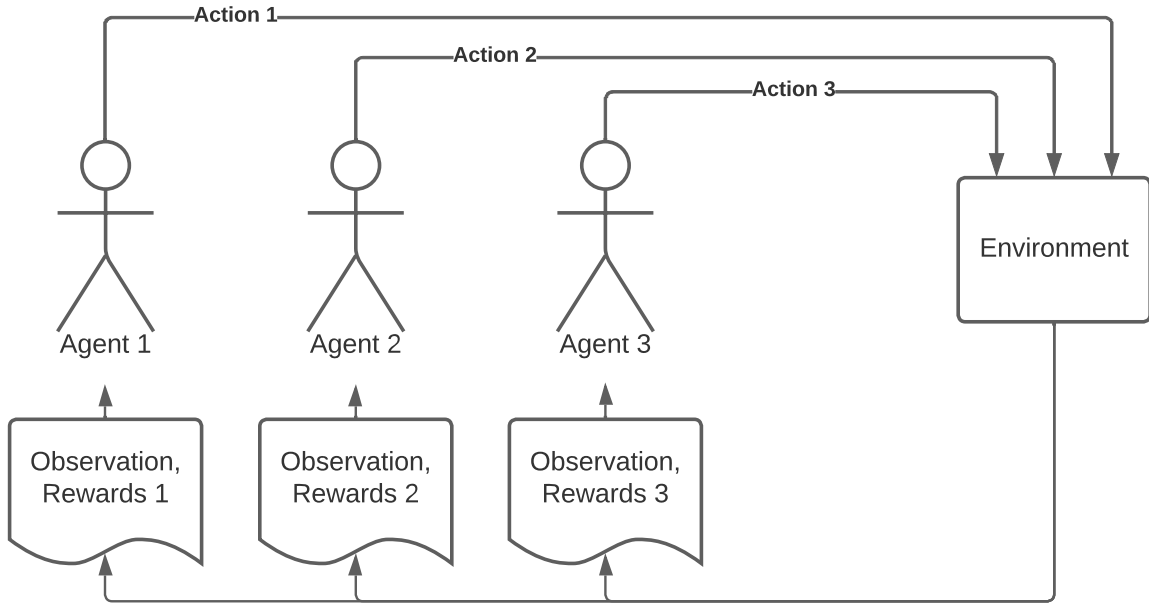 Action 1
Action 2
Action 3
Environment
Agent 1
Agent 2
Agent 3
Observation,
Rewards 1
Observation,
Rewards 2
Observation,
Rewards 3